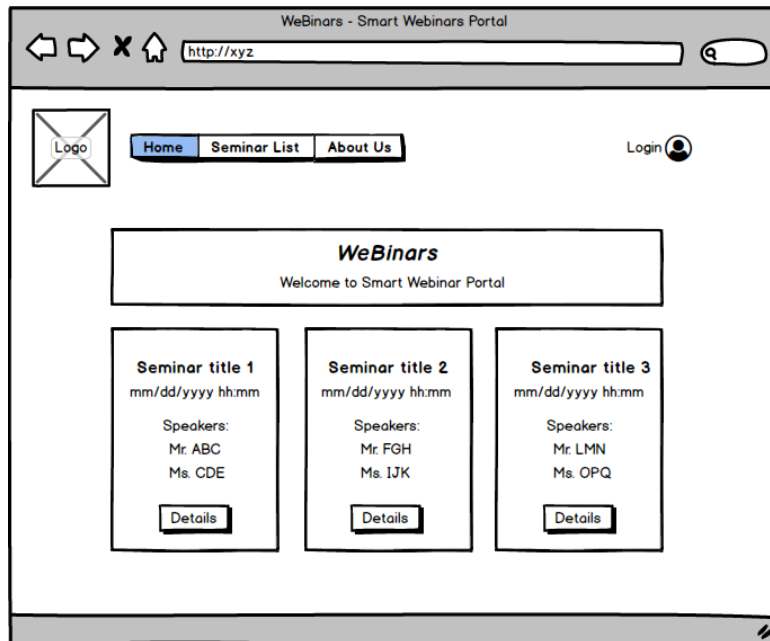 WeBinars - Smart Webinars Portal
http://xyz
Logo
Home Seminar List About Us
Login
WeBinars
Welcome to Smart Webinar Portal
Seminar title 1
mm/dd/yyyy hh:mm
Speakers:
Mr. ABC
Ms. CDE
Details
Seminar title 2
mm/dd/yyyy hh:mm
Speakers:
Mr. FGH
Ms. IJK
Details
Seminar title 3
mm/dd/yyyy hh:mm
Speakers:
Mr. LMN
Ms. OPQ
Details